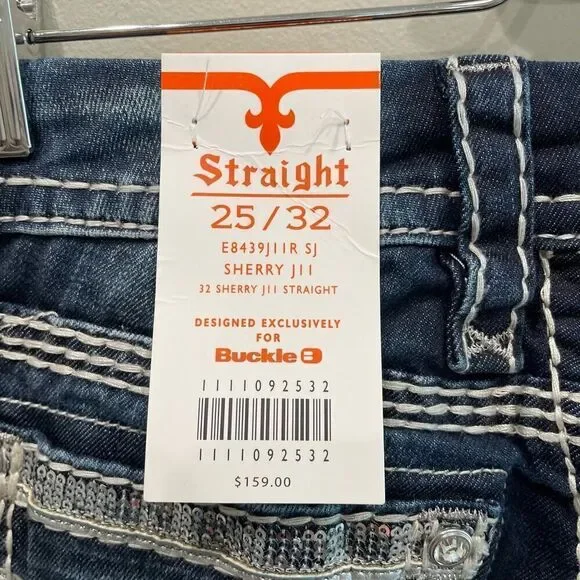 Straight
25/32
E8439J11R SJ
SHERRY J11
32 SHERRY J11 STRAIGHT
DESIGNED EXCLUSIVELY
FOR
Buckle B
1111092532
1111092532
$159.00